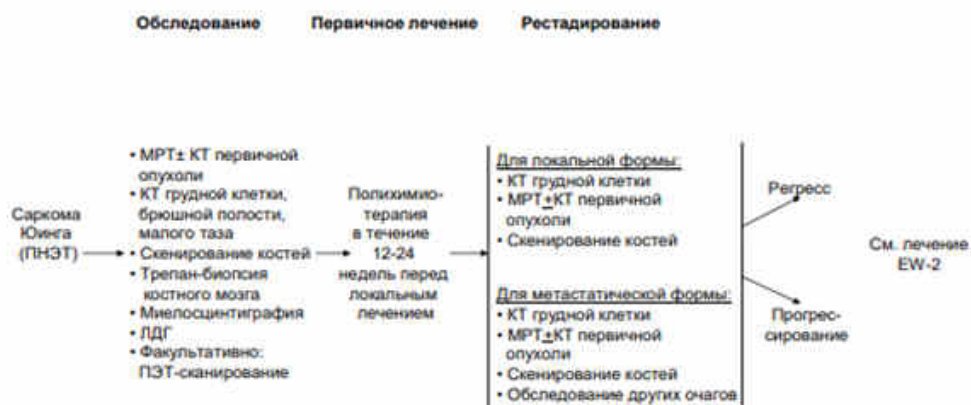 Обследование
Первичное лечение
Рестадирование
Саркома
Юинга
(ПНЭТ)
• МРТ± КТ первичной
опухоли
• КТ грудной клетки,
брюшной полости,
малого таза
• Скенирование костей
• Трепан-биопсия
костного мозга
• Миелосцинтиграфия
• ЛДГ
• Факультативно:
ПЭТ-сканирование
Полихимио-
терапия
в течение
12-24
недель перед
локальным
лечением
Для локальной формы:
• КТ грудной клетки
• МРТ±КТ первичной
опухоли
• Скенирование костей
Для метастатической формы:
• КТ грудной клетки
• МРТ±КТ первичной
опухоли
• Скенирование костей
• Обследование других очагов
Регресс
Прогрес-
сирование
См. лечение
EW-2